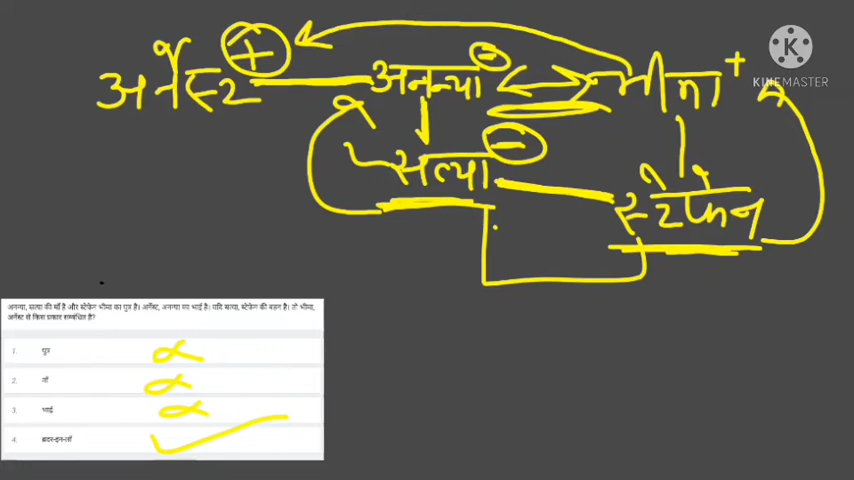 अर्नेस्ट + अनन्या - भीमा +
K
KINEMASTER
सत्या -
स्टेफन
अनन्या, सत्या की माँ है और स्टेफेन भीमा का पुत्र है। अर्नेस्ट, अनन्या का भाई है। यदि सत्या, स्टेफेन की बहन है। तो भीमा,
अर्नेस्ट से किस प्रकार सम्बंधित है?
1. पुत्र
2. माँ
3. भाई
4. ब्रदर-इन-लॉ